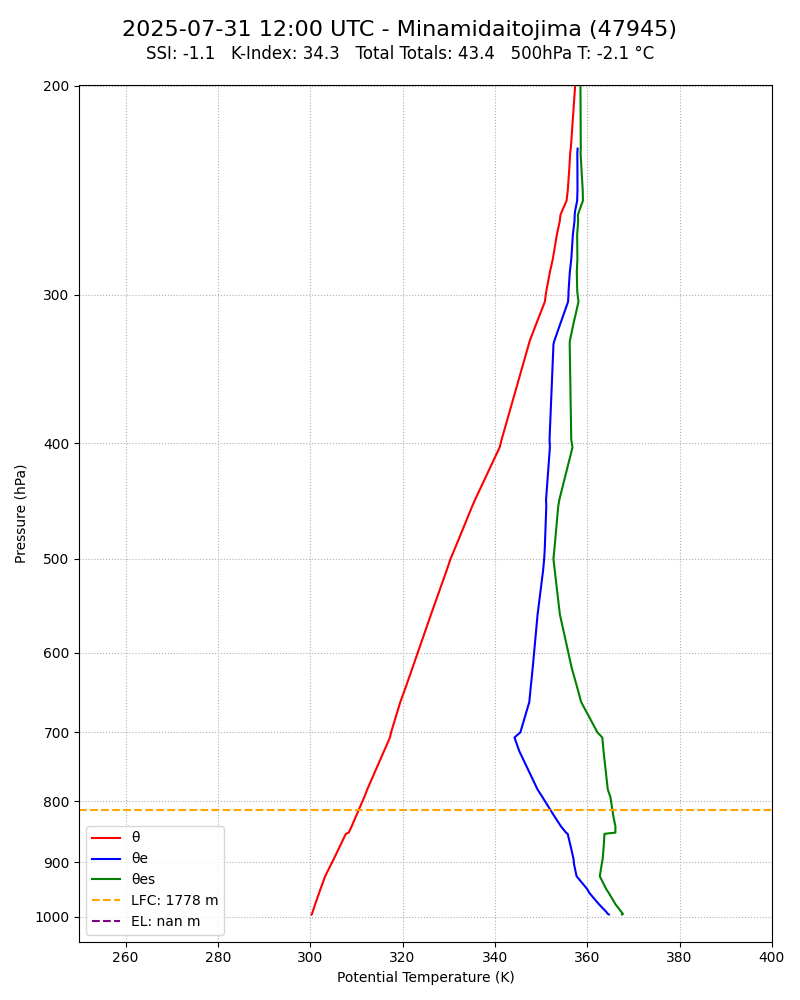 2025-07-31 12:00 UTC - Minamidaitojima (47945)
SSI: -1.1 K-Index: 34.3 Total Totals: 43.4 500hPa T: -2.1 °C
200
300
400
500
600
700
800
900
1000
Pressure (hPa)
θ
θe
θes
LFC: 1778 m
EL: nan m
260 280 300 320 340 360 380 400
Potential Temperature (K)